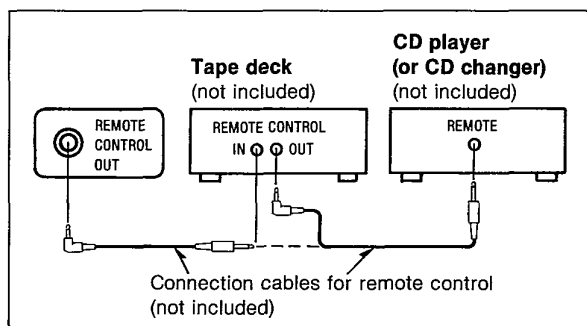 CD player
(or CD changer)
(not included)
Tape deck
(not included)
REMOTE
CONTROL
OUT
REMOTE CONTROL
IN OUT
REMOTE
Connection cables for remote control
(not included)